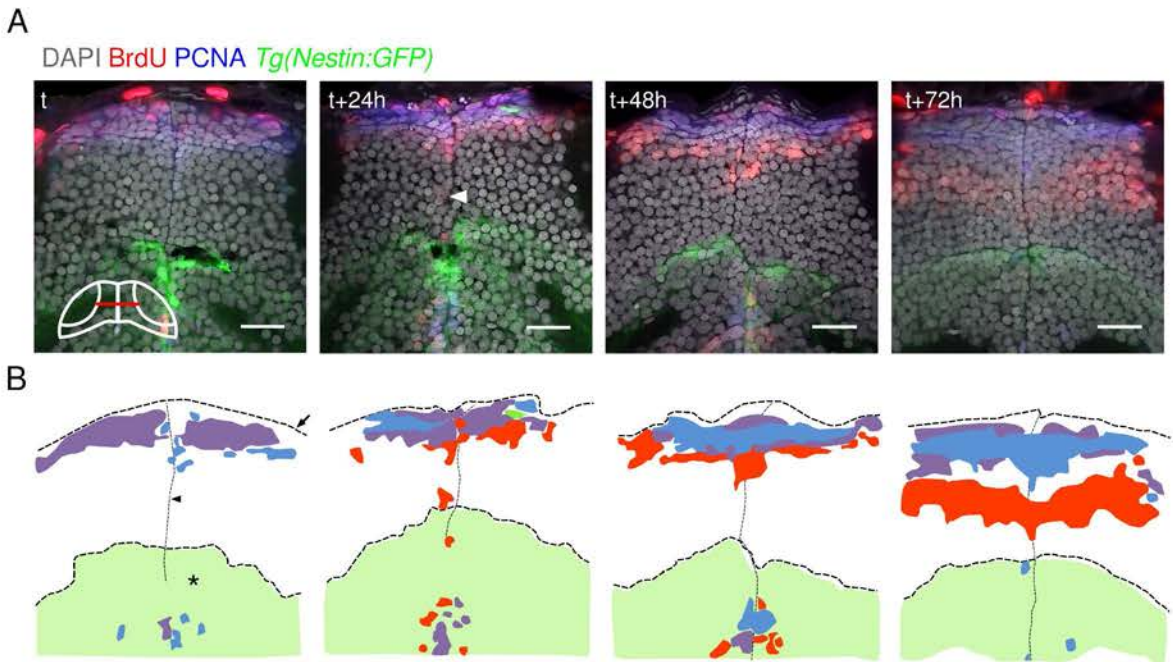 A
DAPI BrdU PCNA Tg(Nestin:GFP)
t
t+24h
t+48h
t+72h
B
*